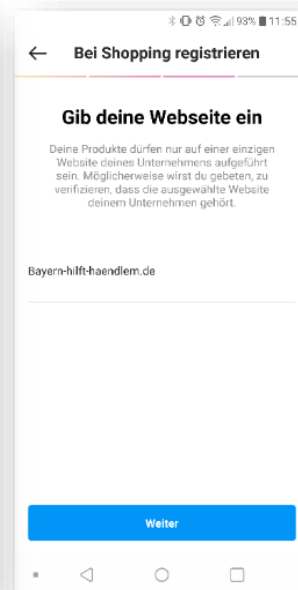 93% 11:55
Bei Shopping registrieren
Gib deine Webseite ein
Deine Produkte dürfen nur auf einer einzigen
Website deines Unternehmens aufgeführt
sein. Möglicherweise wirst du gebeten, zu
verifizieren, dass die ausgewählte Website
deinem Unternehmen gehört.
Bayern-hilft-haendlern.de
Weiter